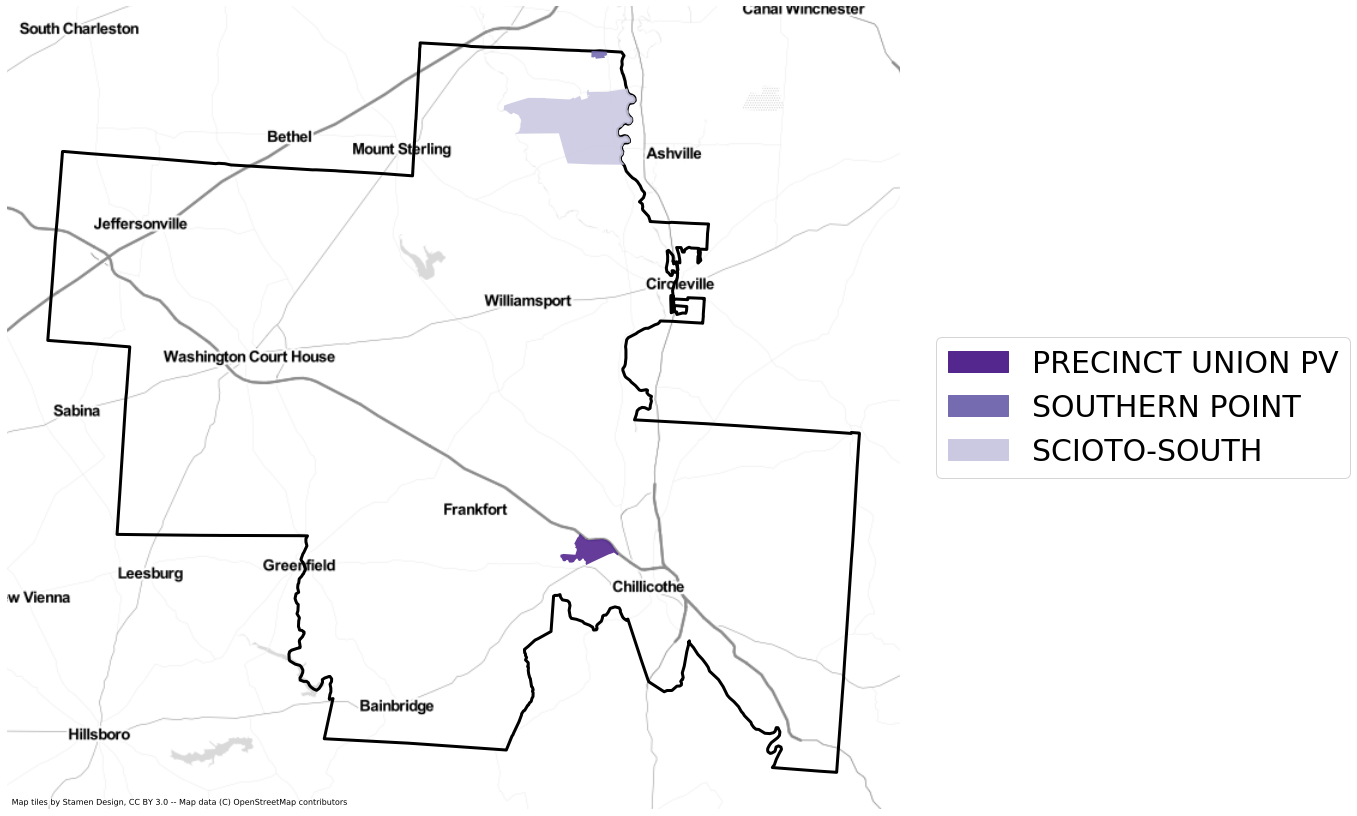 South Charleston
Canal Winchester
Bethel
Mount Sterling
Ashville
Jeffersonville
Circleville
Williamsport
Washington Court House
PRECINCT UNION PV
SOUTHERN POINT
SCIOTO-SOUTH
Sabina
Frankfort
Greenfield
Leesburg
Chillicothe
ew Vienna
Bainbridge
Hillsboro
Map tiles by Stamen Design, CC BY 3.0 -- Map data (C) OpenStreetMap contributors